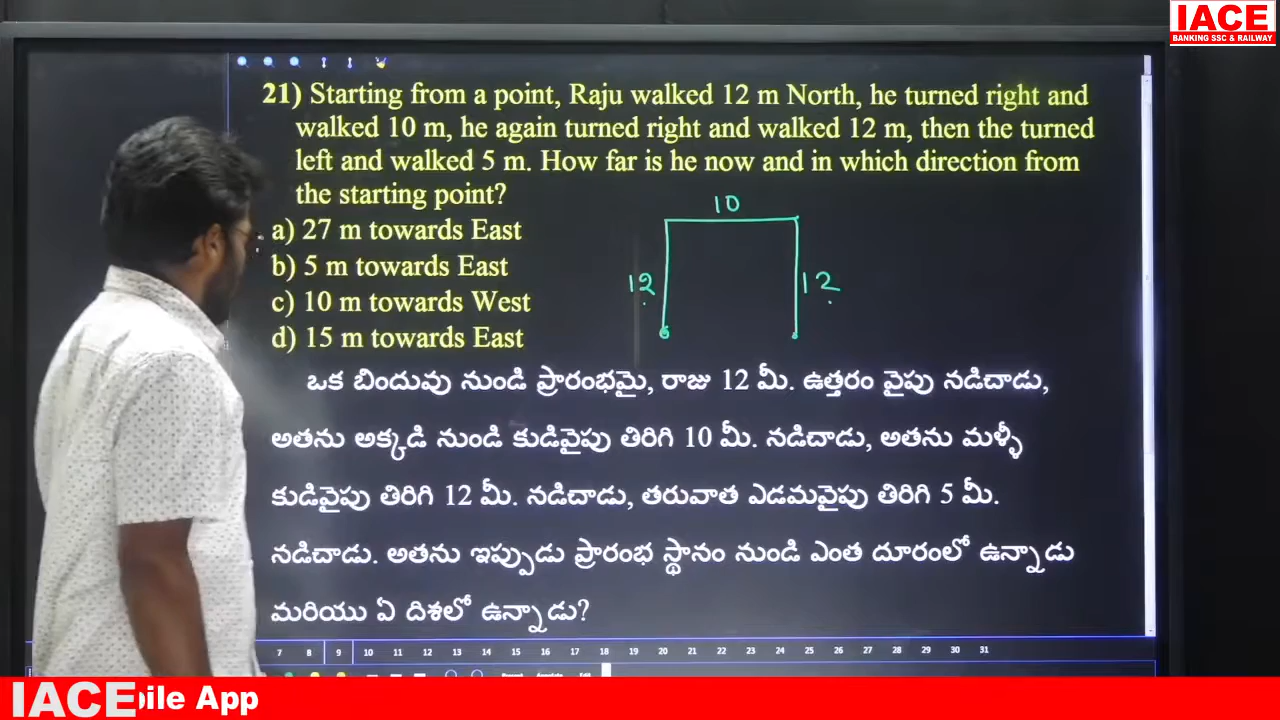 IACE
BANKING SSC & RAILWAY
21) Starting from a point, Raju walked 12 m North, he turned right and
walked 10 m, he again turned right and walked 12 m, then the turned
left and walked 5 m. How far is he now and in which direction from
the starting point?
a) 27 m towards East
b) 5 m towards East
c) 10 m towards West
d) 15 m towards East
10
12
12
ఒక బిందువు నుండి ప్రారంభమై, రాజు 12 మీ. ఉత్తరం వైపు నడిచాడు,
అతను అక్కడి నుండి కుడివైపు తిరిగి 10 మీ. నడిచాడు, అతను మళ్ళీ
కుడివైపు తిరిగి 12 మీ. నడిచాడు, తరువాత ఎడమవైపు తిరిగి 5 మీ.
నడిచాడు. అతను ఇప్పుడు ప్రారంభ స్థానం నుండి ఎంత దూరంలో ఉన్నాడు
మరియు ఏ దిశలో ఉన్నాడు?
7 8 9 10 11 12 13 14 15 16 17 18 19 20 21 22 23 24 25 26 27 28 29 30 31
IACE bile App